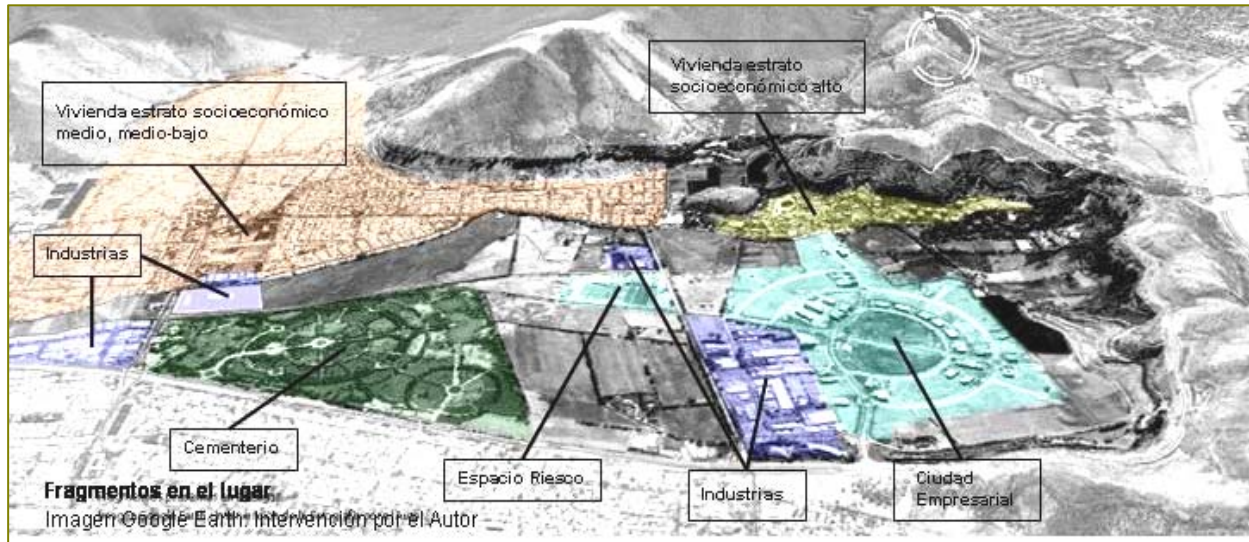 Vivienda estrato
socioeconómico alto
Vivienda estrato socioeconómico
medio, medio-bajo
Industrias
Cementerio
Espacio Riesco
Industrias
Ciudad
Empresarial
Fragmentos en el lugar
Imagen Google Earth: Intervención por el Autor